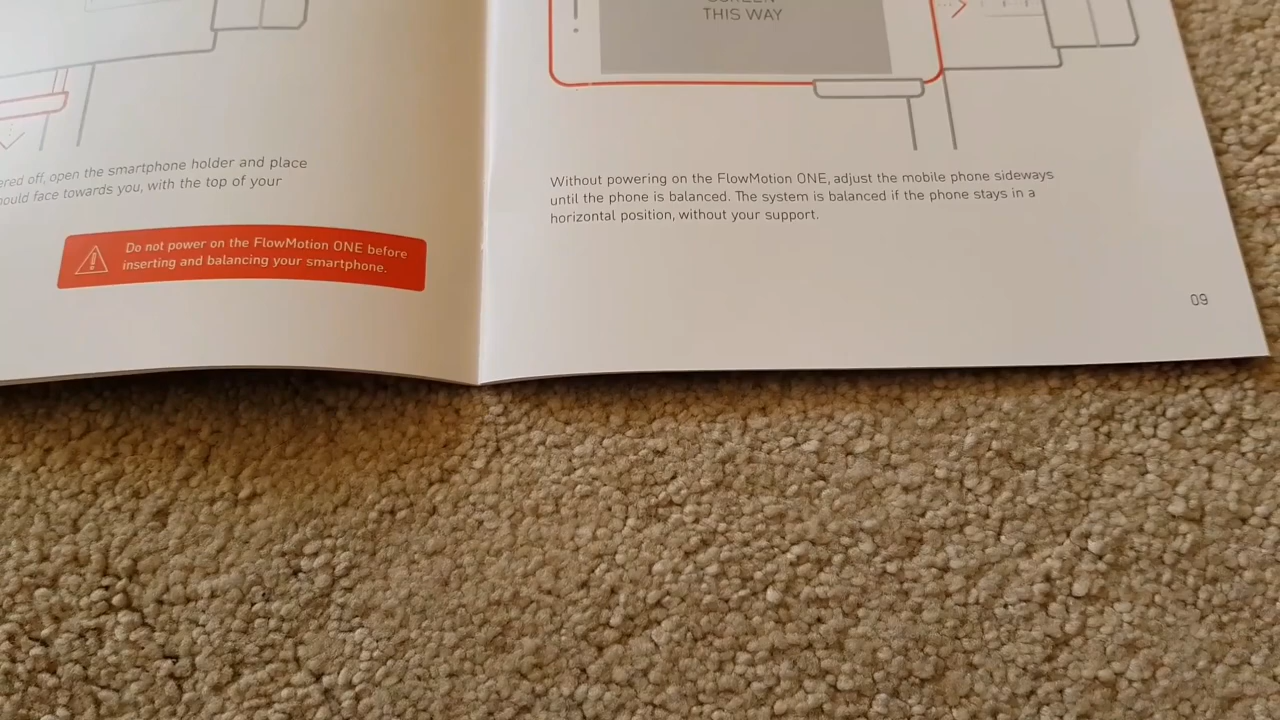 ered off, open the smartphone holder and place
ould face towards you, with the top of your
Do not power on the FlowMotion ONE before
inserting and balancing your smartphone.
THIS WAY
Without powering on the FlowMotion ONE, adjust the mobile phone sideways
until the phone is balanced. The system is balanced if the phone stays in a
horizontal position, without your support.
09